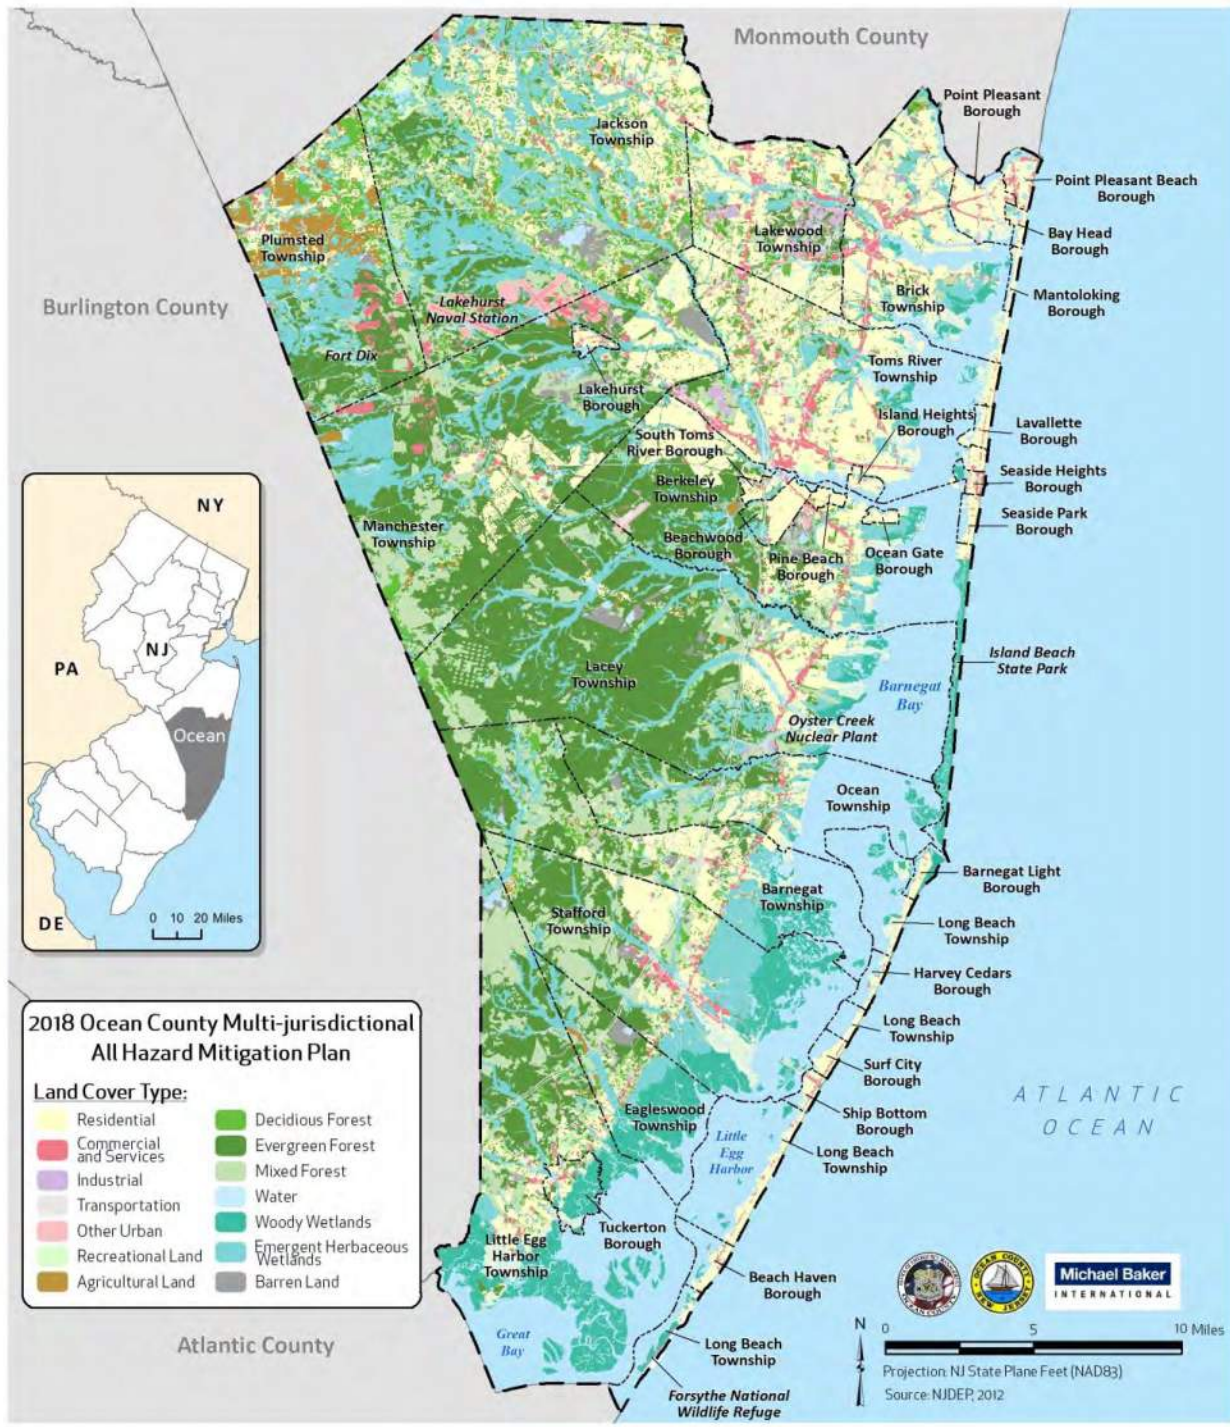 Monmouth County
Point Pleasant
Borough
Jackson
Township
Point Pleasant Beach
Borough
Lakewood
Township
Bay Head
Borough
Plumsted
Township
Burlington County
Lakehurst
Naval Station
Brick
Township
Mantoloking
Borough
Fort Dix
Toms River
Township
Lakehurst
Borough
Island Heights
Borough
Lavallette
Borough
South Toms
River Borough
Seaside Heights
Borough
Berkeley
Township
Seaside Park
Borough
Manchester
Township
Beachwood
Borough
Pine Beach
Borough
Ocean Gate
Borough
NY
PA
NJ
Ocean
DE
0 10 20 Miles
Lacey
Township
Island Beach
State Park
Barnegat
Bay
Oyster Creek
Nuclear Plant
Ocean
Township
Barnegat Light
Borough
Barnegat
Township
Stafford
Township
Long Beach
Township
Harvey Cedars
Borough
Long Beach
Township
Surf City
Borough
Ship Bottom
Borough
Long Beach
Township
Eagleswood
Township
Little
Egg
Harbor
ATLANTIC
OCEAN
Tuckerton
Borough
Little Egg
Harbor
Township
Beach Haven
Borough
Great
Bay
Long Beach
Township
Forsythe National
Wildlife Refuge
Atlantic County
2018 Ocean County Multi-jurisdictional
All Hazard Mitigation Plan
Land Cover Type:
Residential
Commercial
and Services
Industrial
Transportation
Other Urban
Recreational Land
Agricultural Land
Decidious Forest
Evergreen Forest
Mixed Forest
Water
Woody Wetlands
Emergent Herbaceous
Wetlands
Barren Land
OCEAN COUNTY
NEW JERSEY
Michael Baker
INTERNATIONAL
N
0 5 10 Miles
Projection: NJ State Plane Feet (NAD83)
Source: NJDEP, 2012